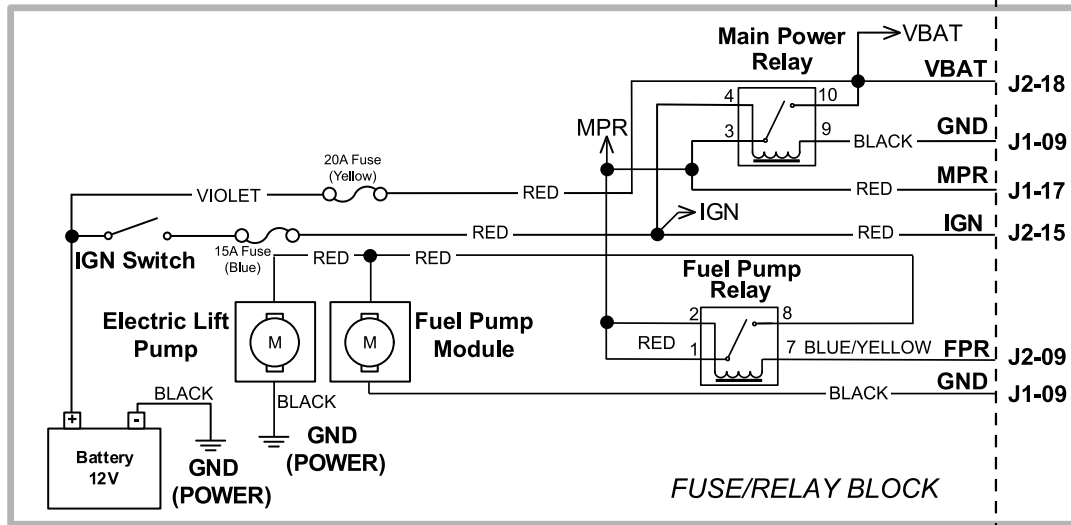 VBAT
Main Power
Relay
VBAT
J2-18
4
10
MPR
3
9
BLACK
GND
J1-09
20A Fuse
(Yellow)
VIOLET
RED
MPR
RED
J1-17
IGN
IGN
RED
RED
J2-15
IGN Switch
15A Fuse
(Blue)
RED
RED
Fuel Pump
Relay
Electric Lift
Pump
M
M
Fuel Pump
Module
2
8
RED
1
7
BLUE/YELLOW
FPR
J2-09
BLACK
BLACK
BLACK
GND
J1-09
+
-
Battery
12V
GND
(POWER)
GND
(POWER)
FUSE/RELAY BLOCK